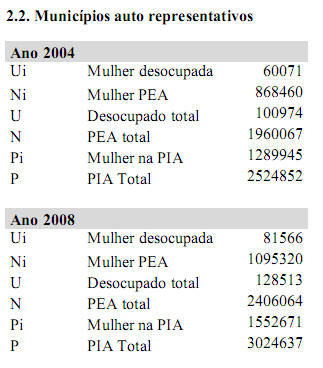 2.2. Municípios auto representativos
Ano 2004
Ui Mulher desocupada 60071
Ni Mulher PEA 868460
U Desocupado total 100974
N PEA total 1960067
Pi Mulher na PIA 1289945
P PIA Total 2524852
Ano 2008
Ui Mulher desocupada 81566
Ni Mulher PEA 1095320
U Desocupado total 128513
N PEA total 2406064
Pi Mulher na PIA 1552671
P PIA Total 3024637